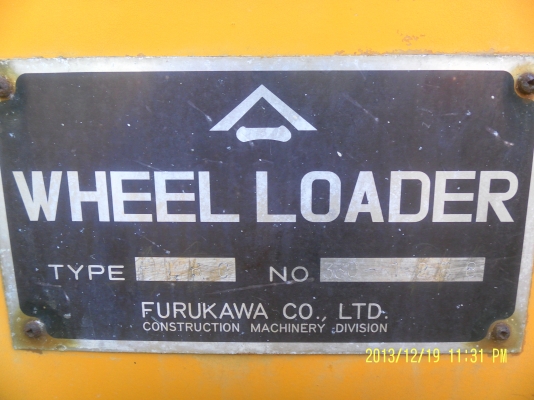 WHEEL LOADER
TYPE NO
FURUKAWA CO., LTD.
CONSTRUCTION MACHINERY DIVISION
2013/12/19 11:31 PM